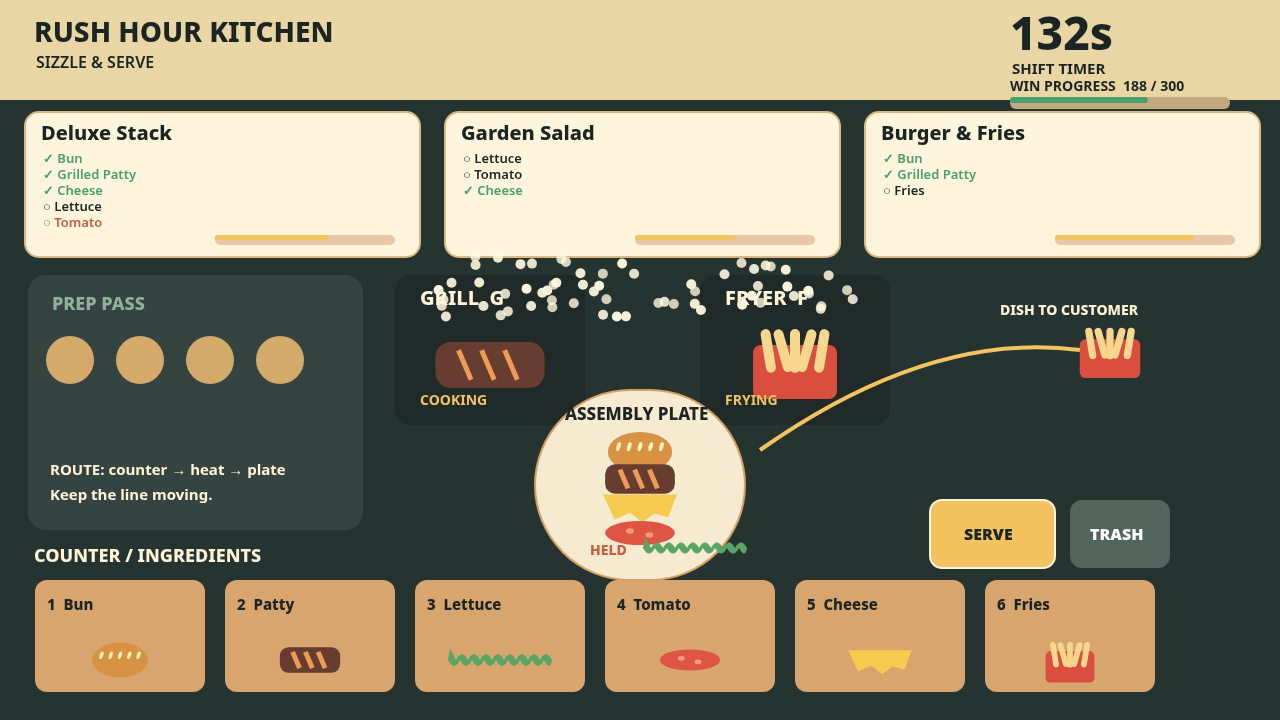 RUSH HOUR KITCHEN
SIZZLE & SERVE
132s
SHIFT TIMER
WIN PROGRESS 188 / 300
Deluxe Stack
✓ Bun
✓ Grilled Patty
✓ Cheese
○ Lettuce
○ Tomato
Garden Salad
○ Lettuce
○ Tomato
✓ Cheese
Burger & Fries
✓ Bun
✓ Grilled Patty
○ Fries
PREP PASS
GRILL G
FRYER F
DISH TO CUSTOMER
COOKING
FRYING
ASSEMBLY PLATE
ROUTE: counter → heat → plate
Keep the line moving.
HELD
SERVE
TRASH
COUNTER / INGREDIENTS
1 Bun
2 Patty
3 Lettuce
4 Tomato
5 Cheese
6 Fries